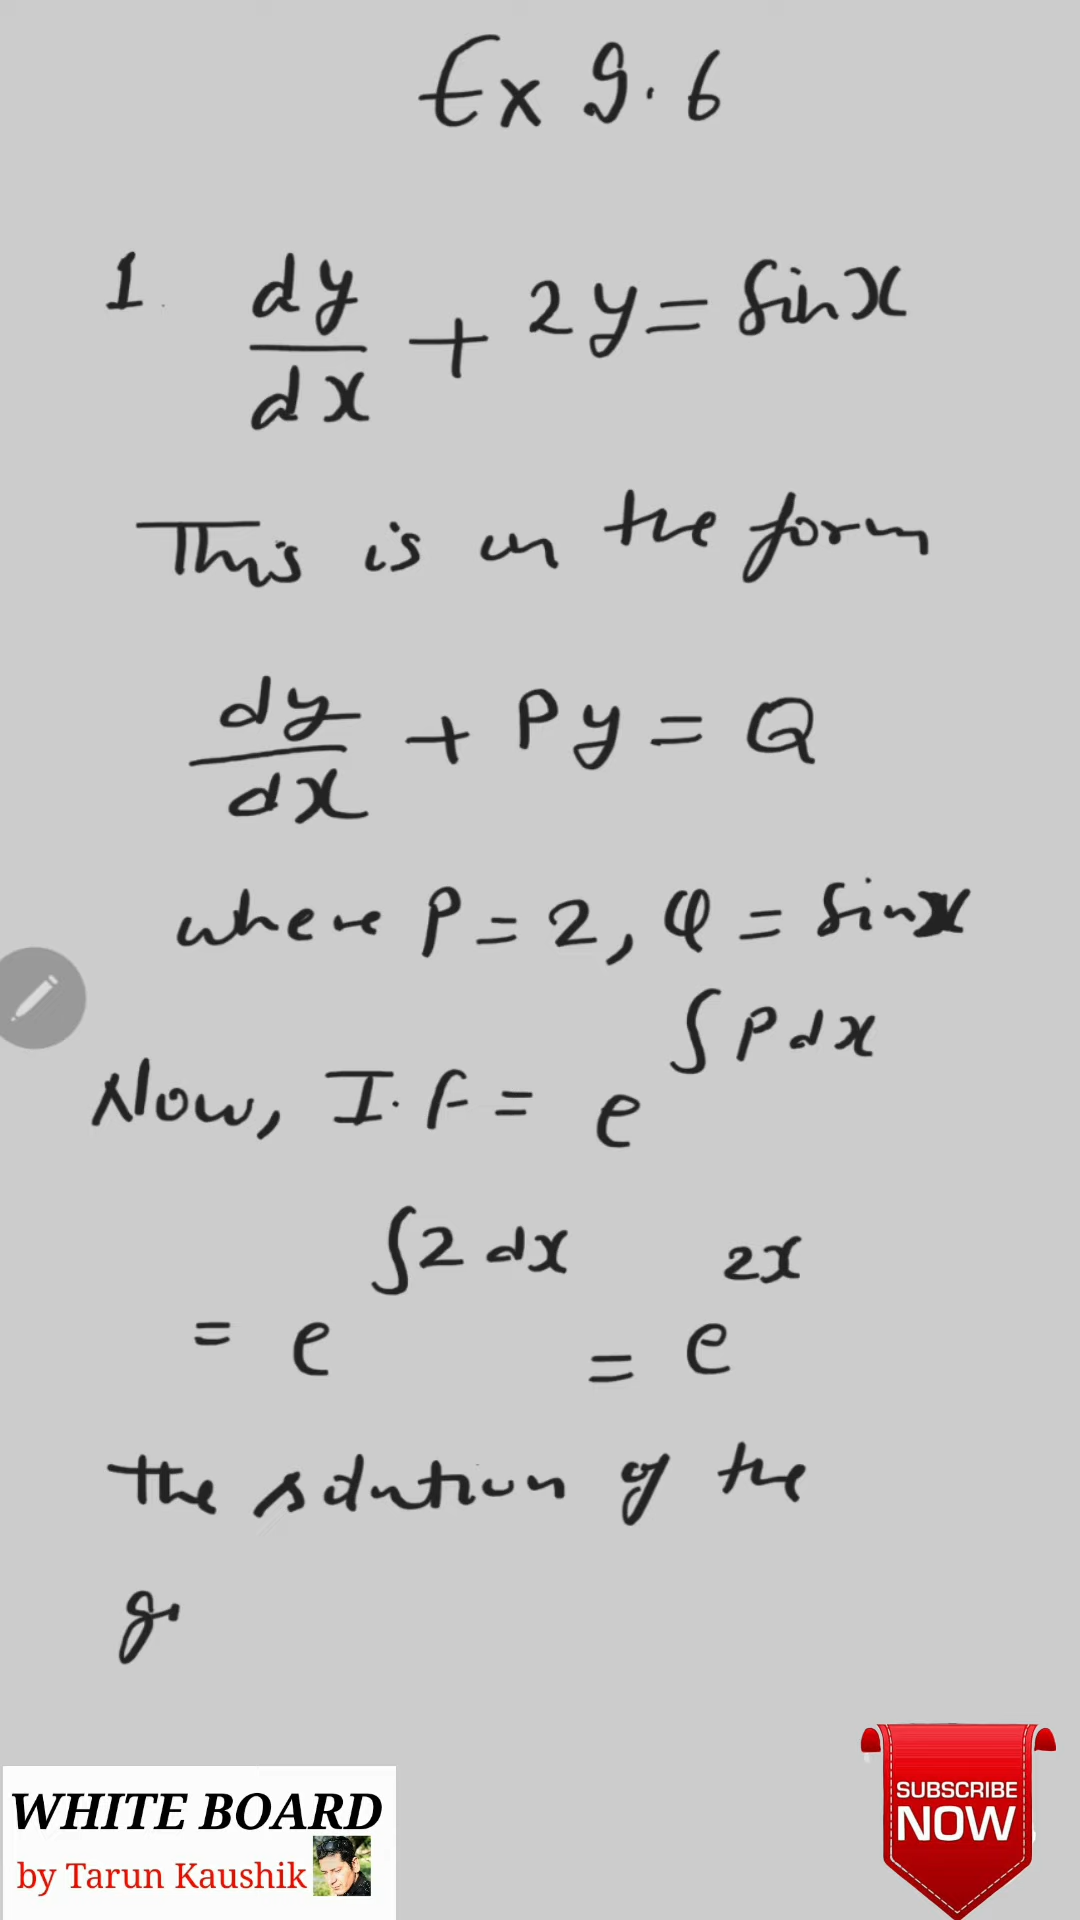 Ex 9.6
1. dy/dx + 2y = sinx
This is in the form
dy/dx + Py = Q
where P = 2, Q = sinx
Now, I.F = e^∫Pdx
= e^∫2dx = e^2x
the solution of the
WHITE BOARD
by Tarun Kaushik
SUBSCRIBE
NOW